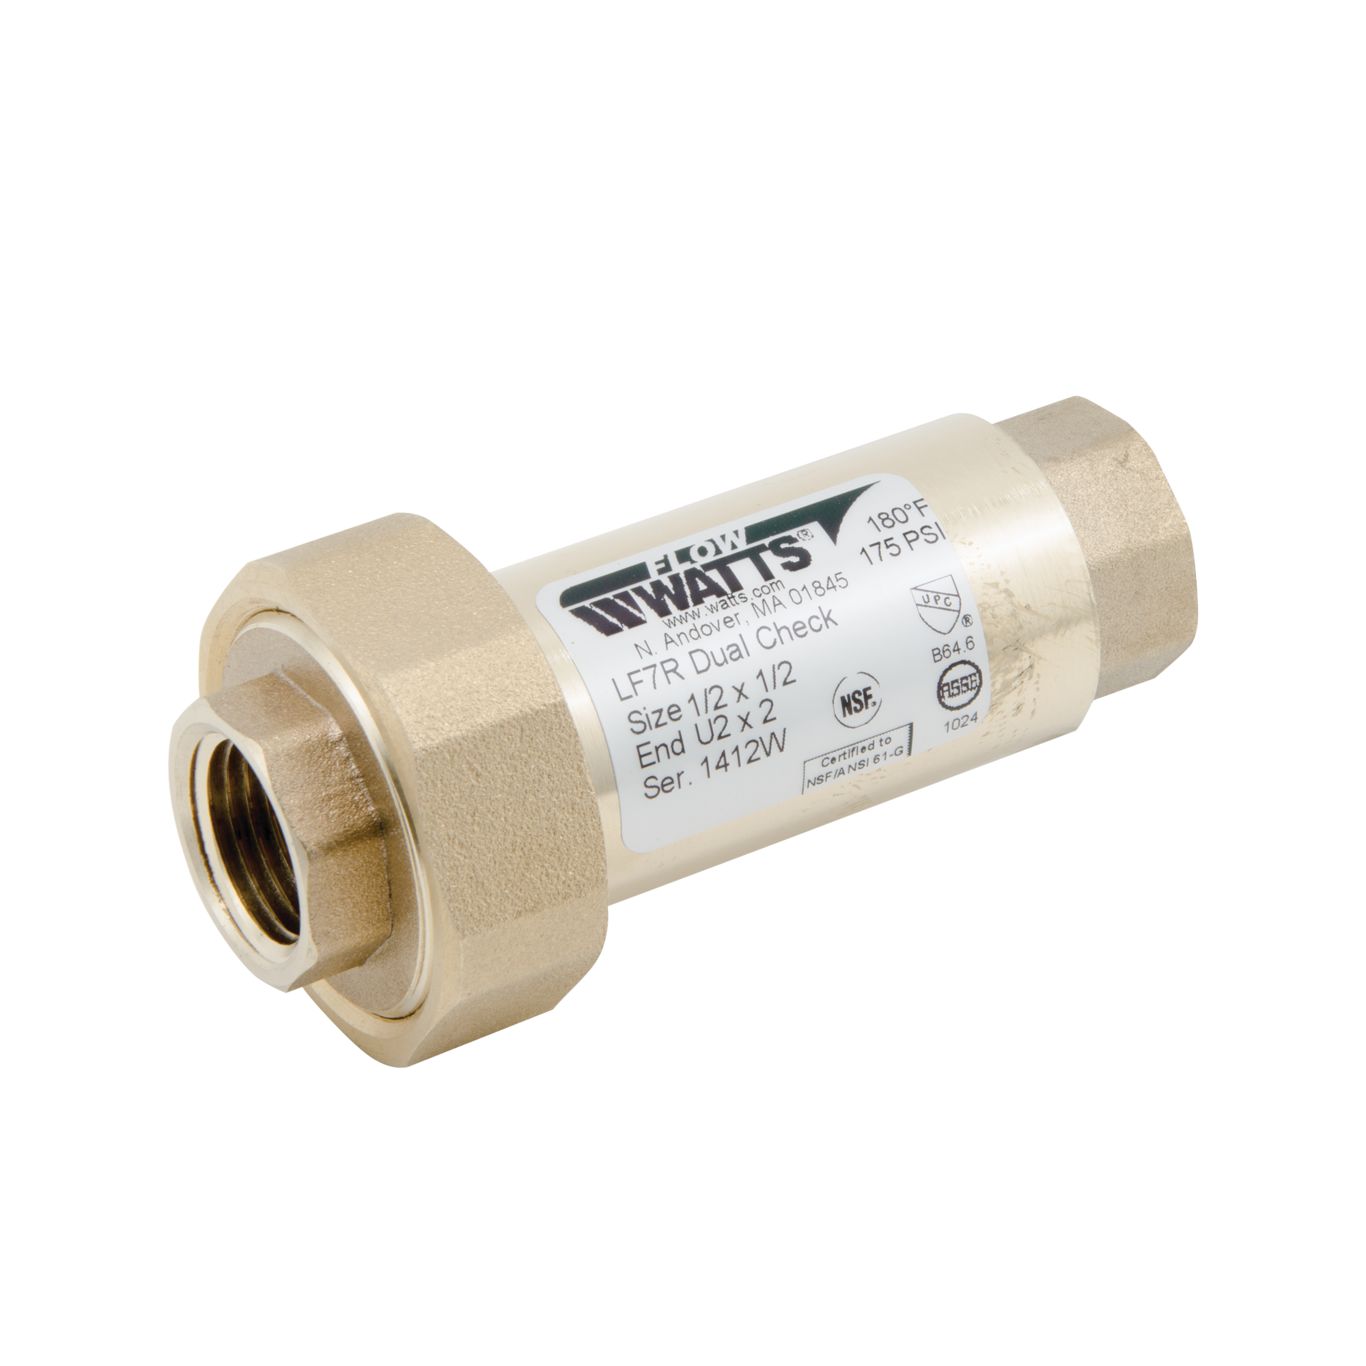 FLOW
WATTS®
www.watts.com
N. Andover, MA 01845
LF7R Dual Check
Size 1/2 x 1/2
End U2 x 2
Ser. 1412W
180°F
175 PSI
UPC
®
B64.6
ASSE
1024
NSF®
Certified to
NSF/ANSI 61-G